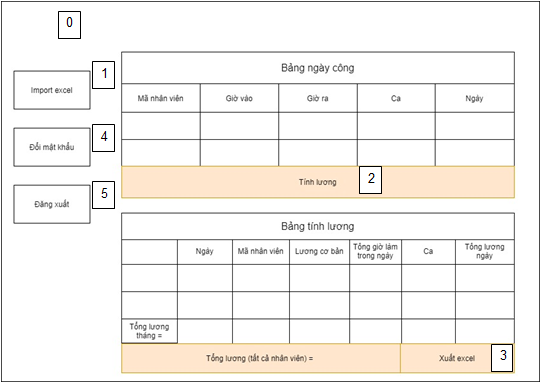 0
1
Import excel
4
Đổi mật khẩu
5
Đăng xuất
Bảng ngày công
Mã nhân viên Giờ vào Giờ ra Ca Ngày
Tính lương 2
Bảng tính lương
Ngày Mã nhân viên Lương cơ bản Tổng giờ làm Ca Tổng lương
trong ngày ngày
Tổng lương
tháng =
Tổng lương (tất cả nhân viên) = Xuất excel 3